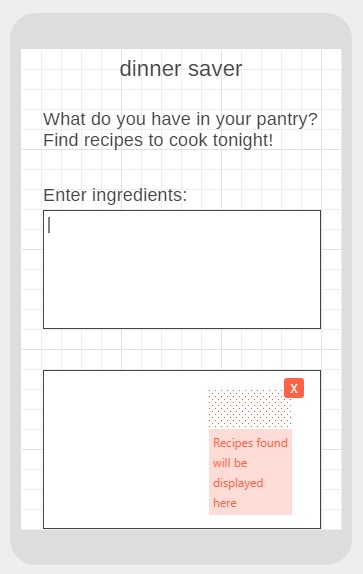 dinner saver
What do you have in your pantry?
Find recipes to cook tonight!
Enter ingredients:
X
Recipes found
will be
displayed
here